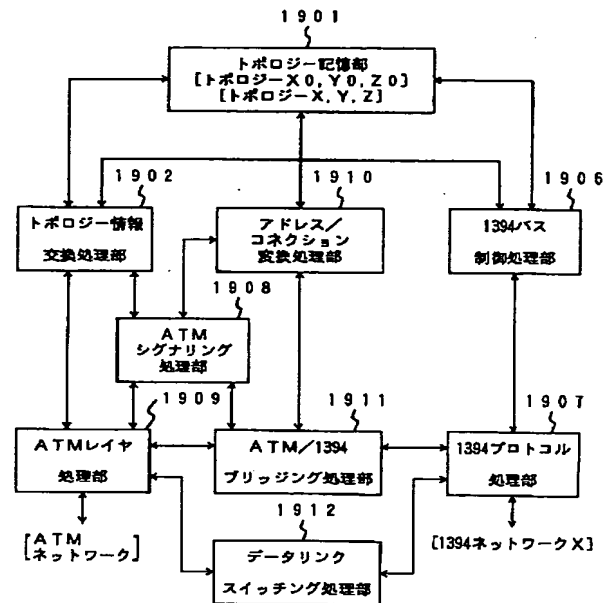 1901
トポロジー記憶部
[トポロジーX0,Y0,Z0]
[トポロジーX,Y,Z]
1902
トポロジー情報
交換処理部
1910
アドレス/
コネクション
変換処理部
1906
1394バス
制御処理部
1908
ATM
シグナリング
処理部
1909
ATMレイヤ
処理部
1911
ATM/1394
ブリッジング処理部
1907
1394プロトコル
処理部
[ATM
ネットワーク]
1912
データリンク
スイッチング処理部
[1394ネットワークX]